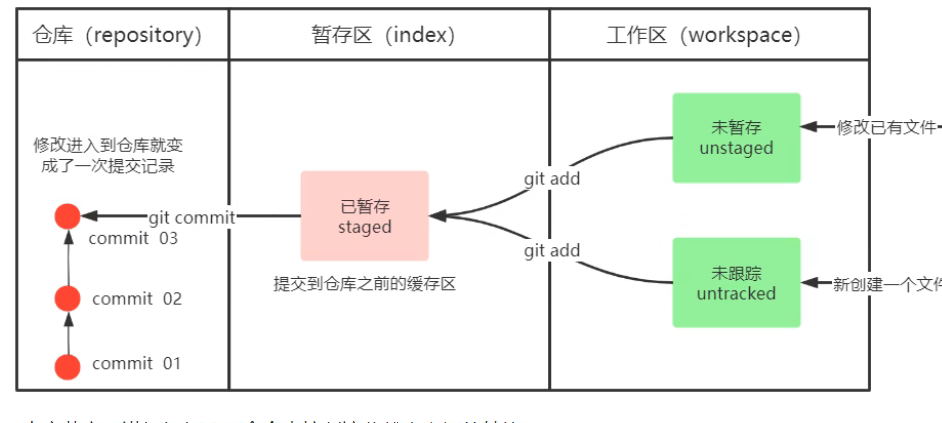 仓库（repository）
暂存区（index）
工作区（workspace）
修改进入到仓库就变
成了一次提交记录
未暂存
unstaged
修改已有文件
git add
已暂存
staged
git commit
commit 03
git add
未跟踪
untracked
新创建一个文件
提交到仓库之前的缓存区
commit 02
commit 01